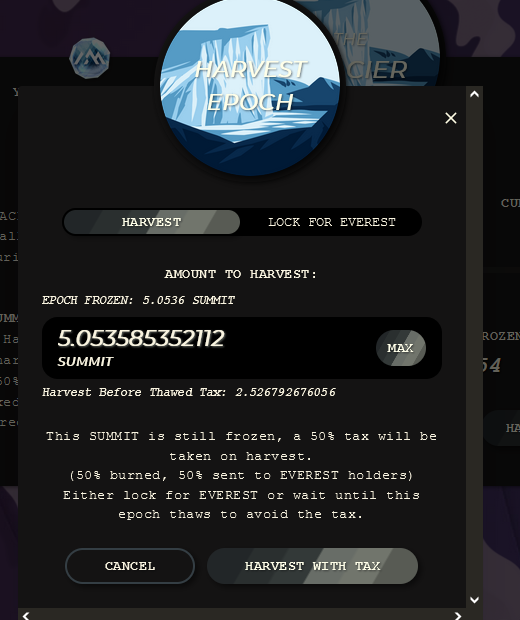 THE
HARVEST
CIER
EPOCH
HARVEST
LOCK FOR EVEREST
AMOUNT TO HARVEST:
EPOCH FROZEN: 5.0536 SUMMIT
5.053585352112
SUMMIT
MAX
Harvest Before Thawed Tax: 2.526792676056
This SUMMIT is still frozen, a 50% tax will be
taken on harvest.
(50% burned, 50% sent to EVEREST holders)
Either lock for EVEREST or wait until this
epoch thaws to avoid the tax.
CANCEL
HARVEST WITH TAX